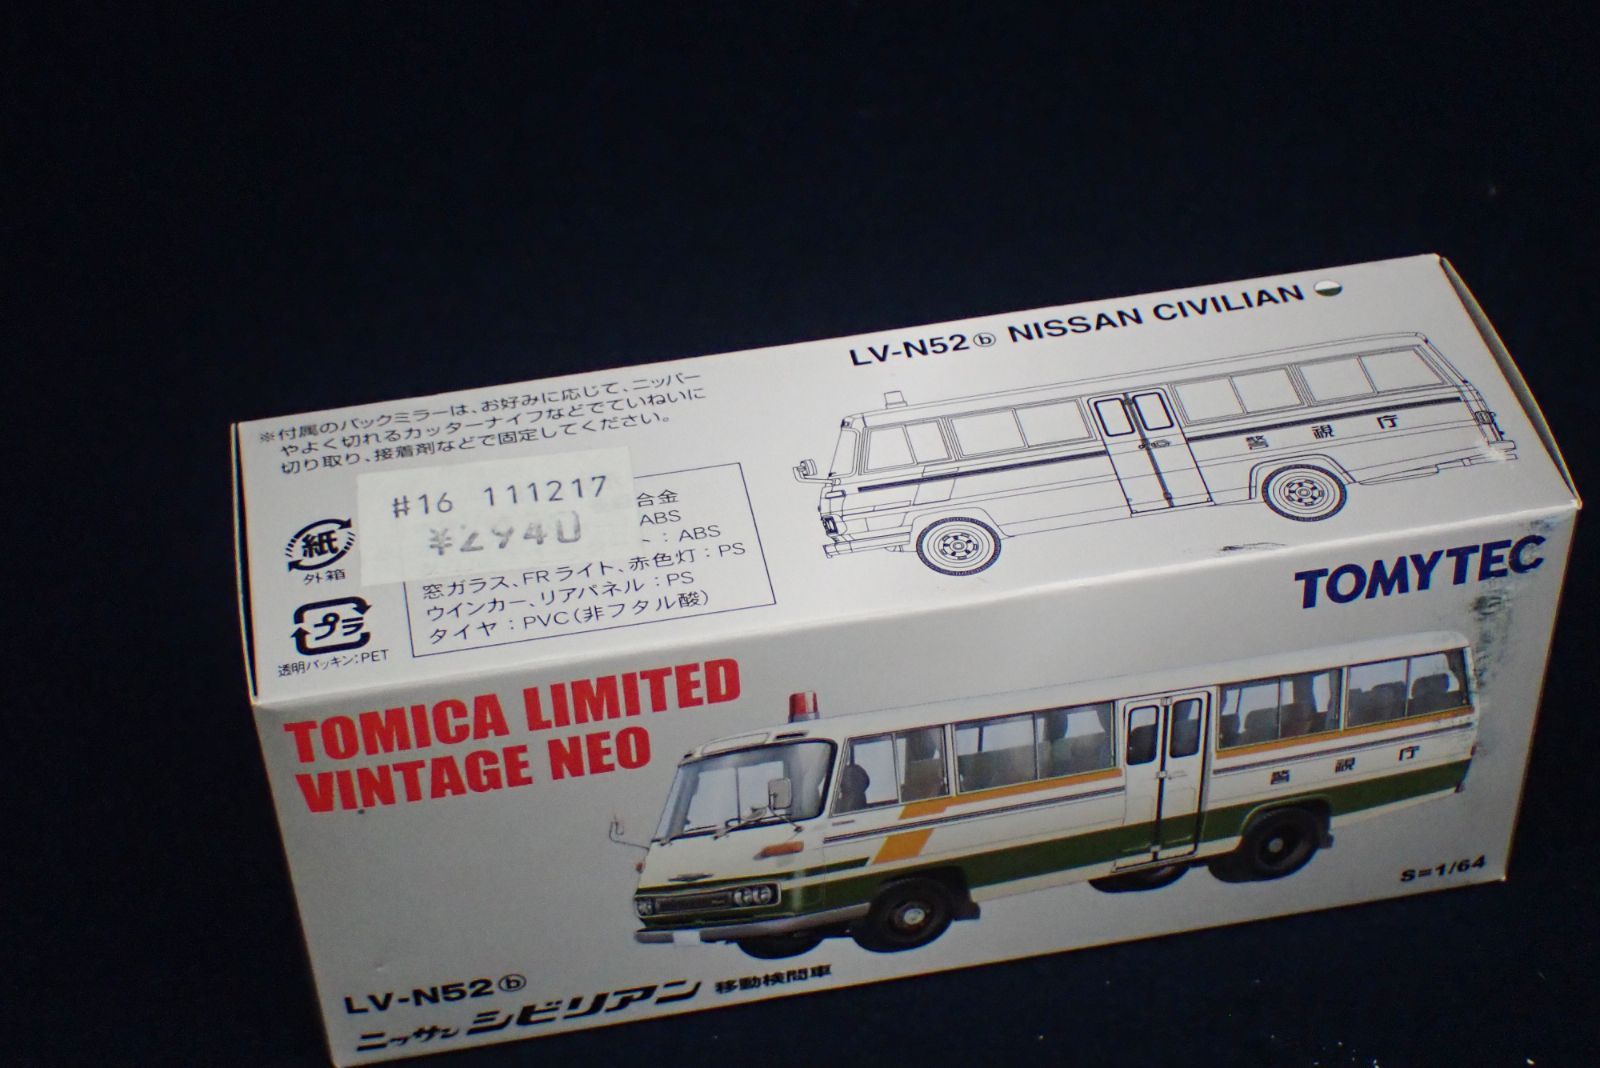 LV-N52ⓑ NISSAN CIVILIAN
※付属のバックミラーは、お好みに応じて、ニッパー
やよく切れるカッターナイフなどでていねいに
切り取り、接着剤などで固定してください。
警視庁
#16 111217
合金
ABS
ー：ABS
窓ガラス、FRライト、赤色灯：PS
ウインカー、リアパネル：PS
タイヤ：PVC(非フタル酸)
紙
外箱
プラ
透明パッキン：PET
TOMYTEC
TOMICA LIMITED
VINTAGE NEO
警視庁
S=1/64
LV-N52ⓑ
ニッサン シビリアン 移動検問車